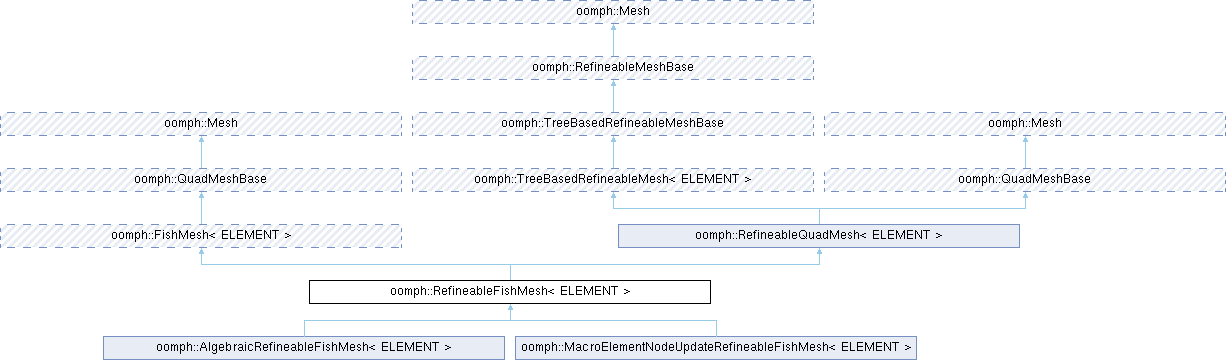 oomph::Mesh
oomph::RefineableMeshBase
oomph::Mesh
oomph::TreeBasedRefineableMeshBase
oomph::Mesh
oomph::QuadMeshBase
oomph::TreeBasedRefineableMesh< ELEMENT >
oomph::QuadMeshBase
oomph::FishMesh< ELEMENT >
oomph::RefineableQuadMesh< ELEMENT >
oomph::RefineableFishMesh< ELEMENT >
oomph::AlgebraicRefineableFishMesh< ELEMENT >
oomph::MacroElementNodeUpdateRefineableFishMesh< ELEMENT >